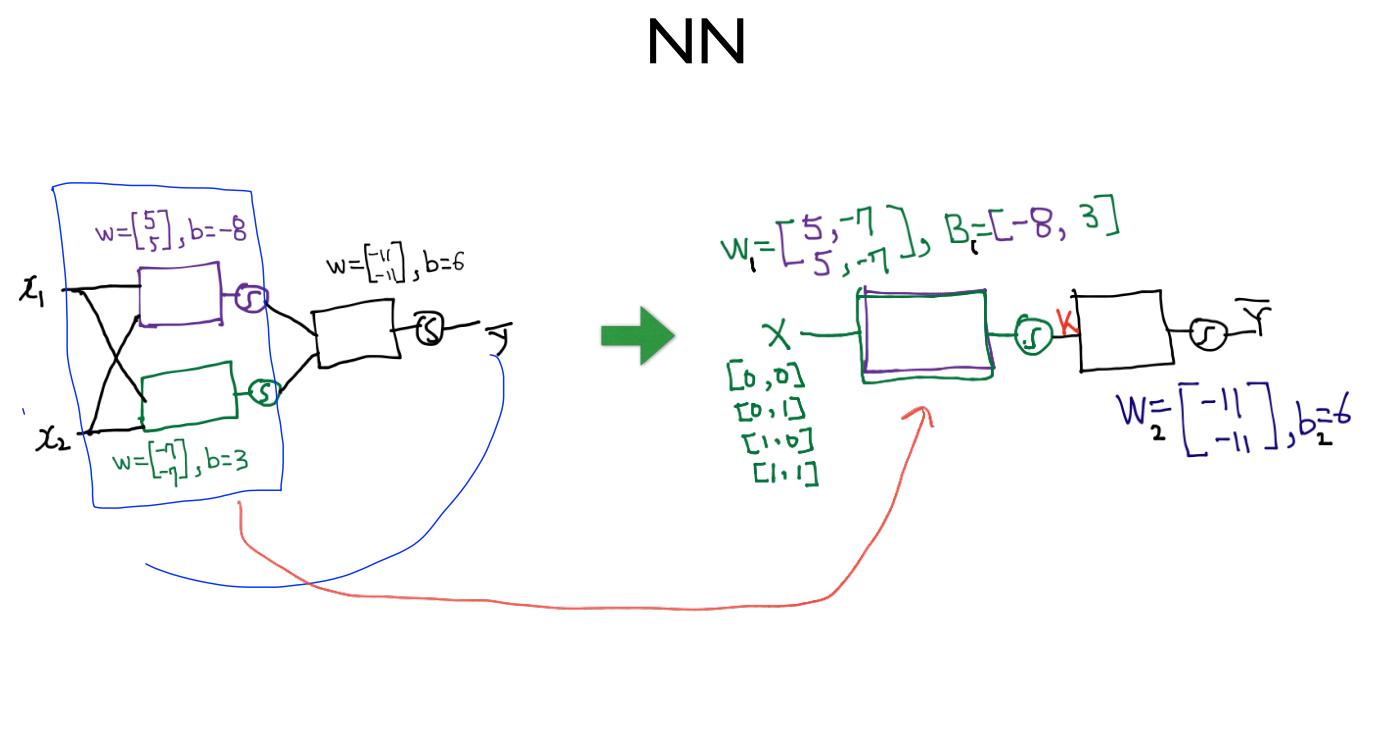 NN
w=[5 5], b=-8
w=[-11 -11], b=6
x1
S
S
ȳ
S
x2
w=[-7 -7], b=3
W1=[5,-7 5,-7], B1=[-8, 3]
X
S
K
S
Ȳ
[0,0]
[0,1]
[1,0]
[1,1]
W2=[-11 -11], b2=6